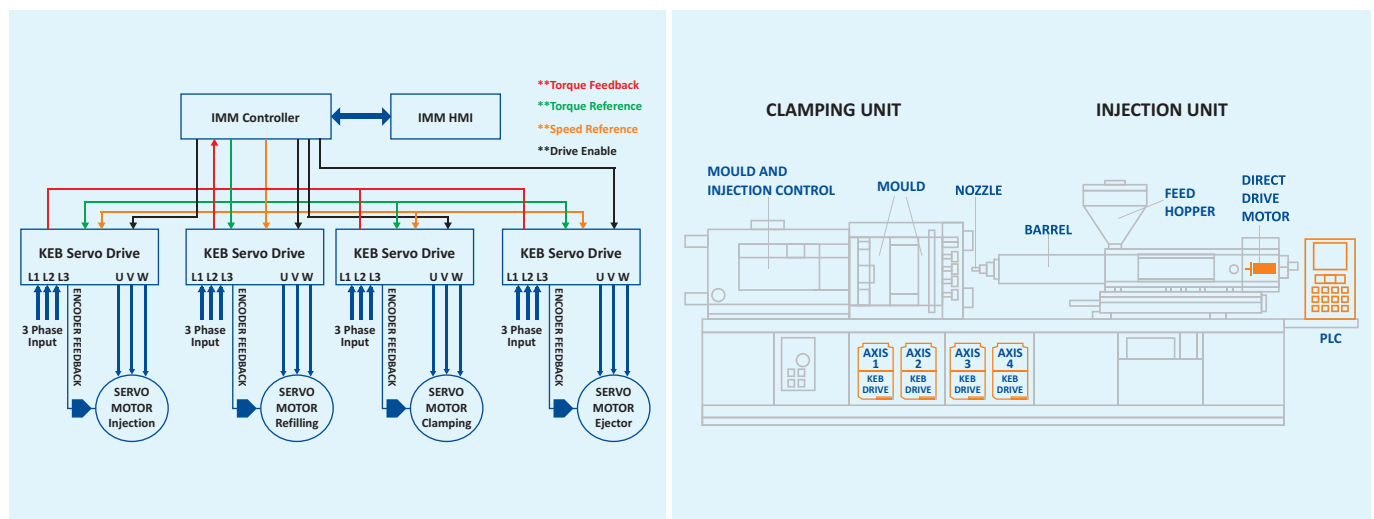 **Torque Feedback
**Torque Reference
**Speed Reference
**Drive Enable
IMM Controller
IMM HMI
KEB Servo Drive
L1 L2 L3
U V W
3 Phase
Input
ENCODER FEEDBACK
SERVO
MOTOR
Injection
KEB Servo Drive
L1 L2 L3
U V W
3 Phase
Input
ENCODER FEEDBACK
SERVO
MOTOR
Refilling
KEB Servo Drive
L1 L2 L3
U V W
3 Phase
Input
ENCODER FEEDBACK
SERVO
MOTOR
Clamping
KEB Servo Drive
L1 L2 L3
U V W
3 Phase
Input
ENCODER FEEDBACK
SERVO
MOTOR
Ejector
CLAMPING UNIT
INJECTION UNIT
MOULD AND
INJECTION CONTROL
MOULD
NOZZLE
BARREL
FEED
HOPPER
DIRECT
DRIVE
MOTOR
PLC
AXIS
1
KEB
DRIVE
AXIS
2
KEB
DRIVE
AXIS
3
KEB
DRIVE
AXIS
4
KEB
DRIVE